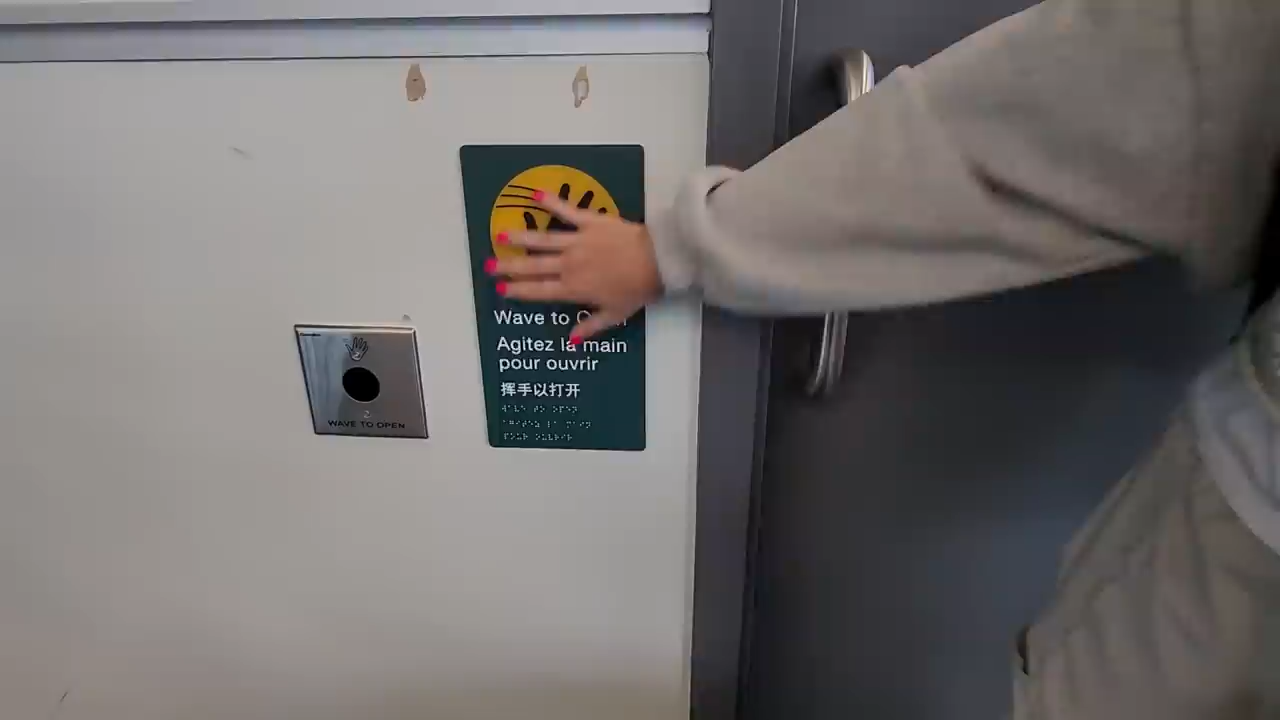 Wave to
Agitez la main
pour ouvrir
挥手以打开
WAVE TO OPEN